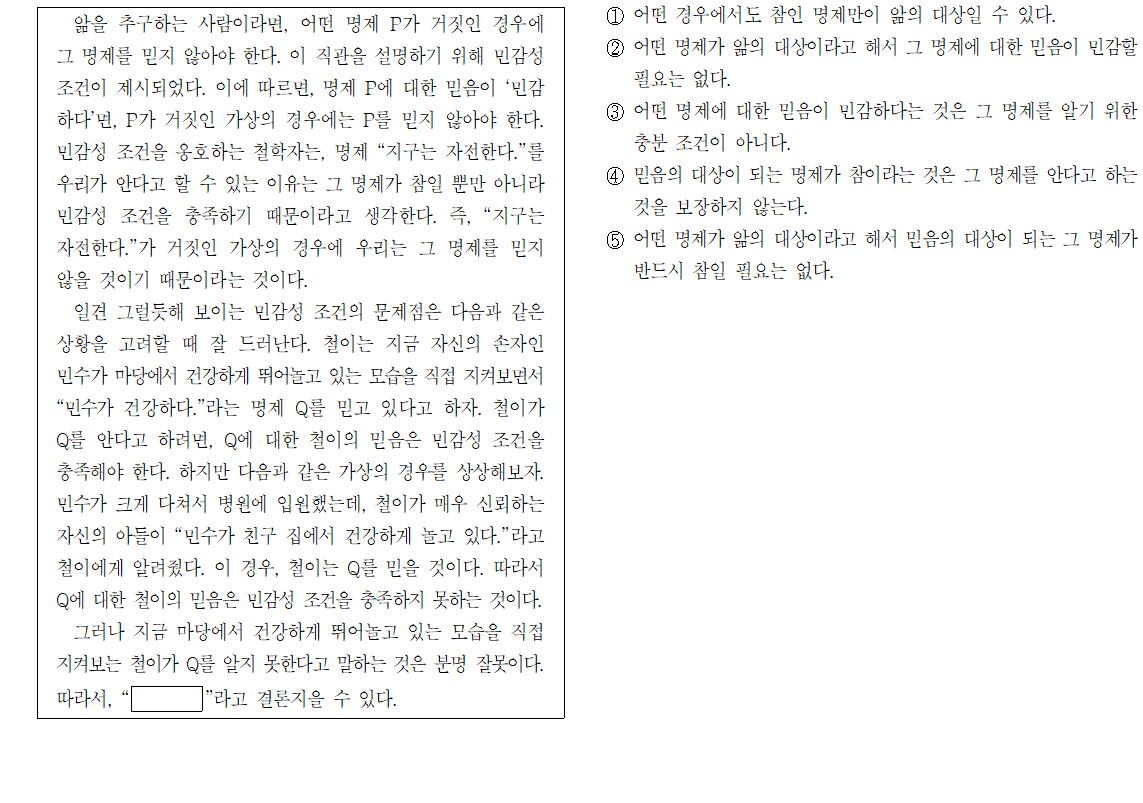 앎을 추구하는 사람이라면, 어떤 명제 P가 거짓인 경우에
그 명제를 믿지 않아야 한다. 이 직관을 설명하기 위해 민감성
조건이 제시되었다. 이에 따르면, 명제 P에 대한 믿음이 ‘민감
하다’면, P가 거짓인 가상의 경우에는 P를 믿지 않아야 한다.
민감성 조건을 옹호하는 철학자는, 명제 “지구는 자전한다.”를
우리가 안다고 할 수 있는 이유는 그 명제가 참일 뿐만 아니라
민감성 조건을 충족하기 때문이라고 생각한다. 즉, “지구는
자전한다.”가 거짓인 가상의 경우에 우리는 그 명제를 믿지
않을 것이기 때문이라는 것이다.
일견 그럴듯해 보이는 민감성 조건의 문제점은 다음과 같은
상황을 고려할 때 잘 드러난다. 철이는 지금 자신의 손자인
민수가 마당에서 건강하게 뛰어놀고 있는 모습을 직접 지켜보면서
“민수가 건강하다.”라는 명제 Q를 믿고 있다고 하자. 철이가
Q를 안다고 하려면, Q에 대한 철이의 믿음은 민감성 조건을
충족해야 한다. 하지만 다음과 같은 가상의 경우를 상상해보자.
민수가 크게 다쳐서 병원에 입원했는데, 철이가 매우 신뢰하는
자신의 아들이 “민수가 친구 집에서 건강하게 놀고 있다.”라고
철이에게 알려줬다. 이 경우, 철이는 Q를 믿을 것이다. 따라서
Q에 대한 철이의 믿음은 민감성 조건을 충족하지 못하는 것이다.
그러나 지금 마당에서 건강하게 뛰어놀고 있는 모습을 직접
지켜보는 철이가 Q를 알지 못한다고 말하는 것은 분명 잘못이다.
따라서, “      ”라고 결론지을 수 있다.
① 어떤 경우에서도 참인 명제만이 앎의 대상일 수 있다.
② 어떤 명제가 앎의 대상이라고 해서 그 명제에 대한 믿음이 민감할
필요는 없다.
③ 어떤 명제에 대한 믿음이 민감하다는 것은 그 명제를 알기 위한
충분 조건이 아니다.
④ 믿음의 대상이 되는 명제가 참이라는 것은 그 명제를 안다고 하는
것을 보장하지 않는다.
⑤ 어떤 명제가 앎의 대상이라고 해서 믿음의 대상이 되는 그 명제가
반드시 참일 필요는 없다.